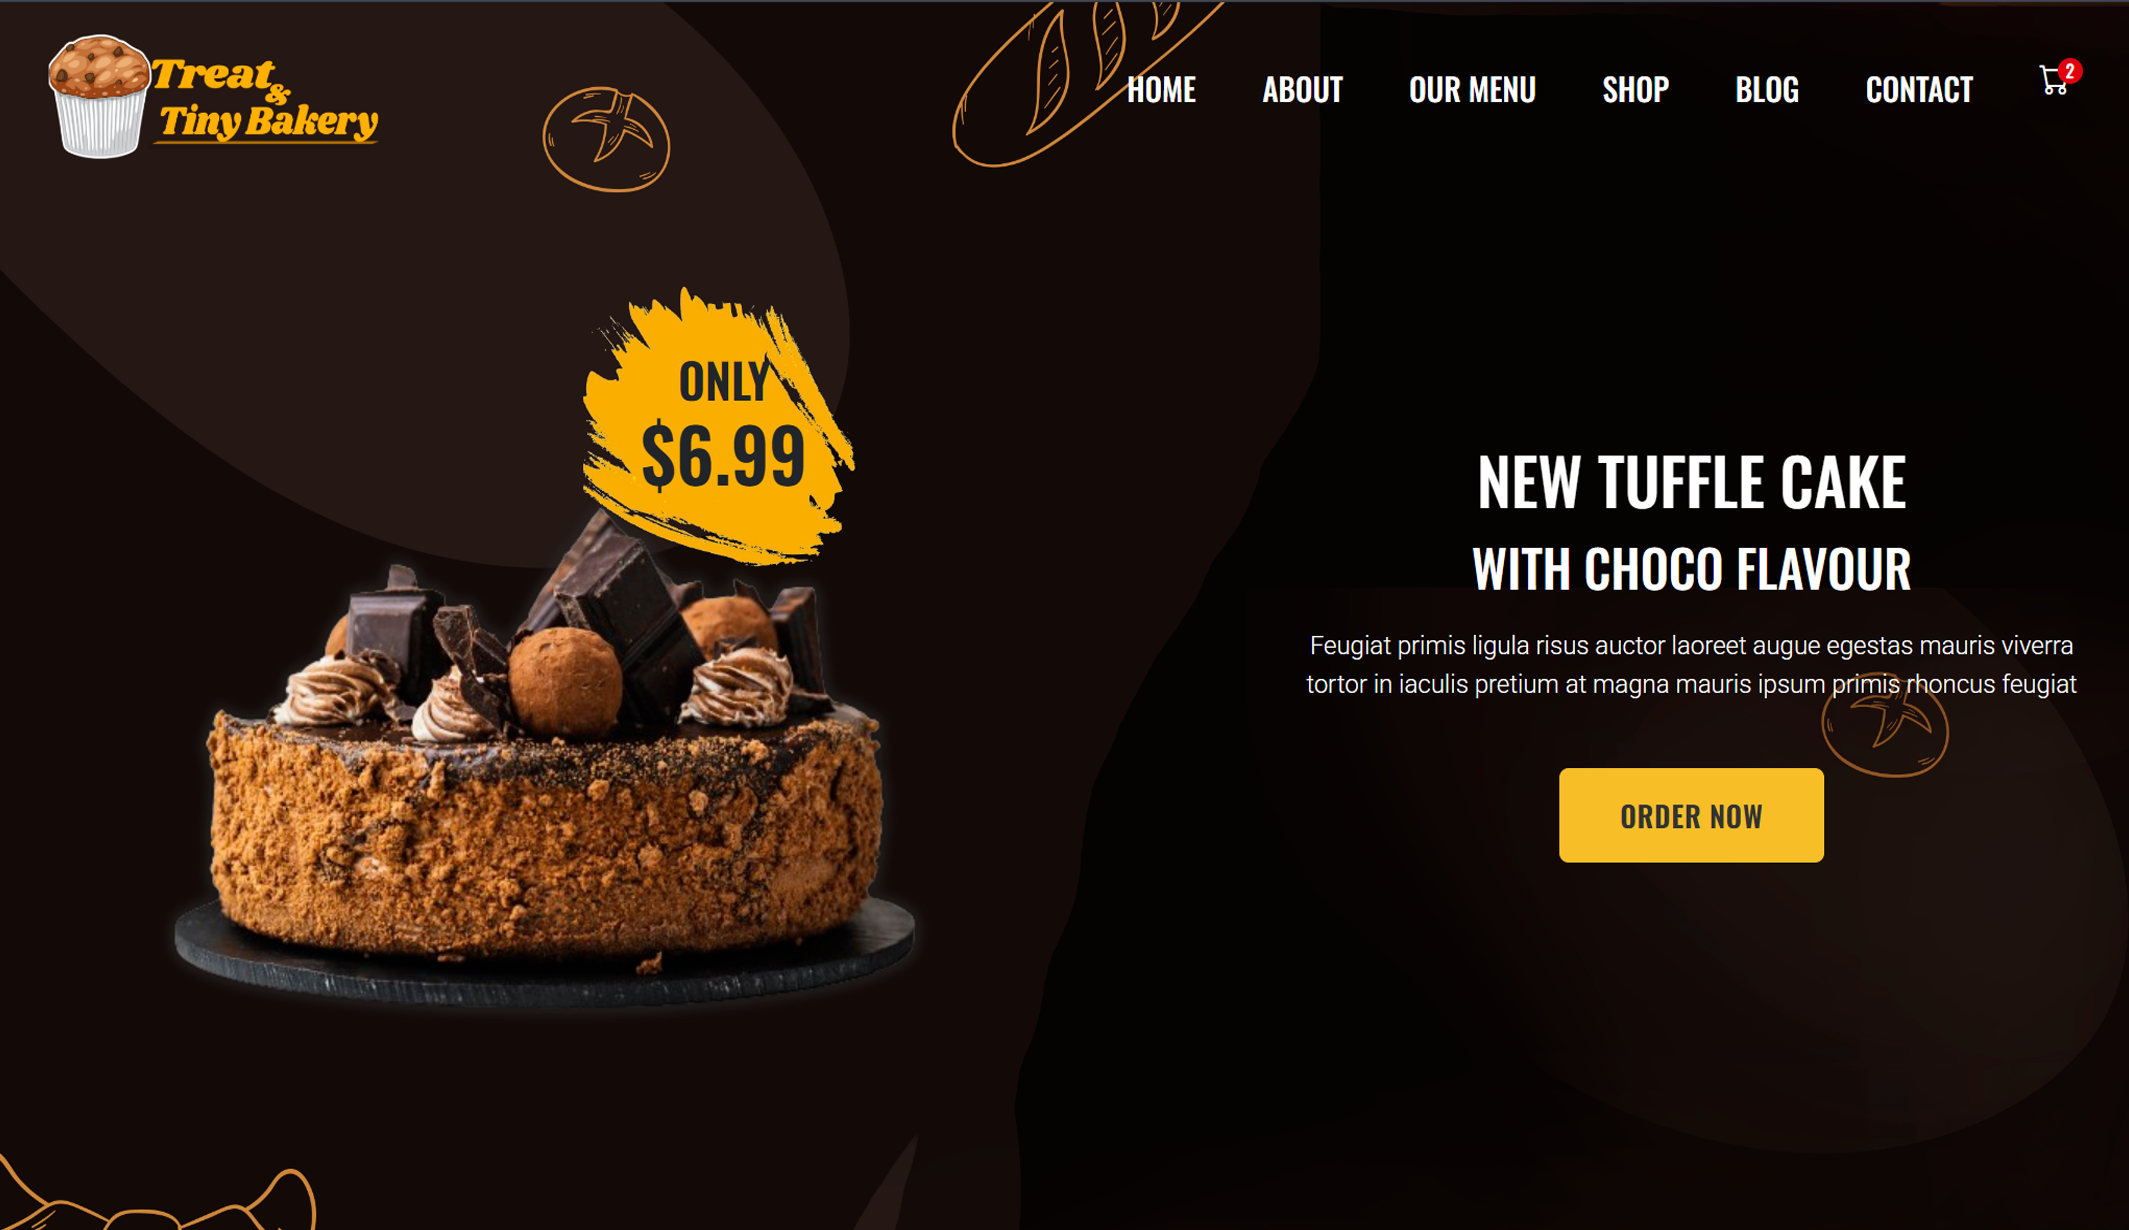 Treat
&
Tiny Bakery
HOME ABOUT OUR MENU SHOP BLOG CONTACT 2
ONLY
$6.99
NEW TUFFLE CAKE
WITH CHOCO FLAVOUR
Feugiat primis ligula risus auctor laoreet augue egestas mauris viverra
tortor in iaculis pretium at magna mauris ipsum primis rhoncus feugiat
ORDER NOW